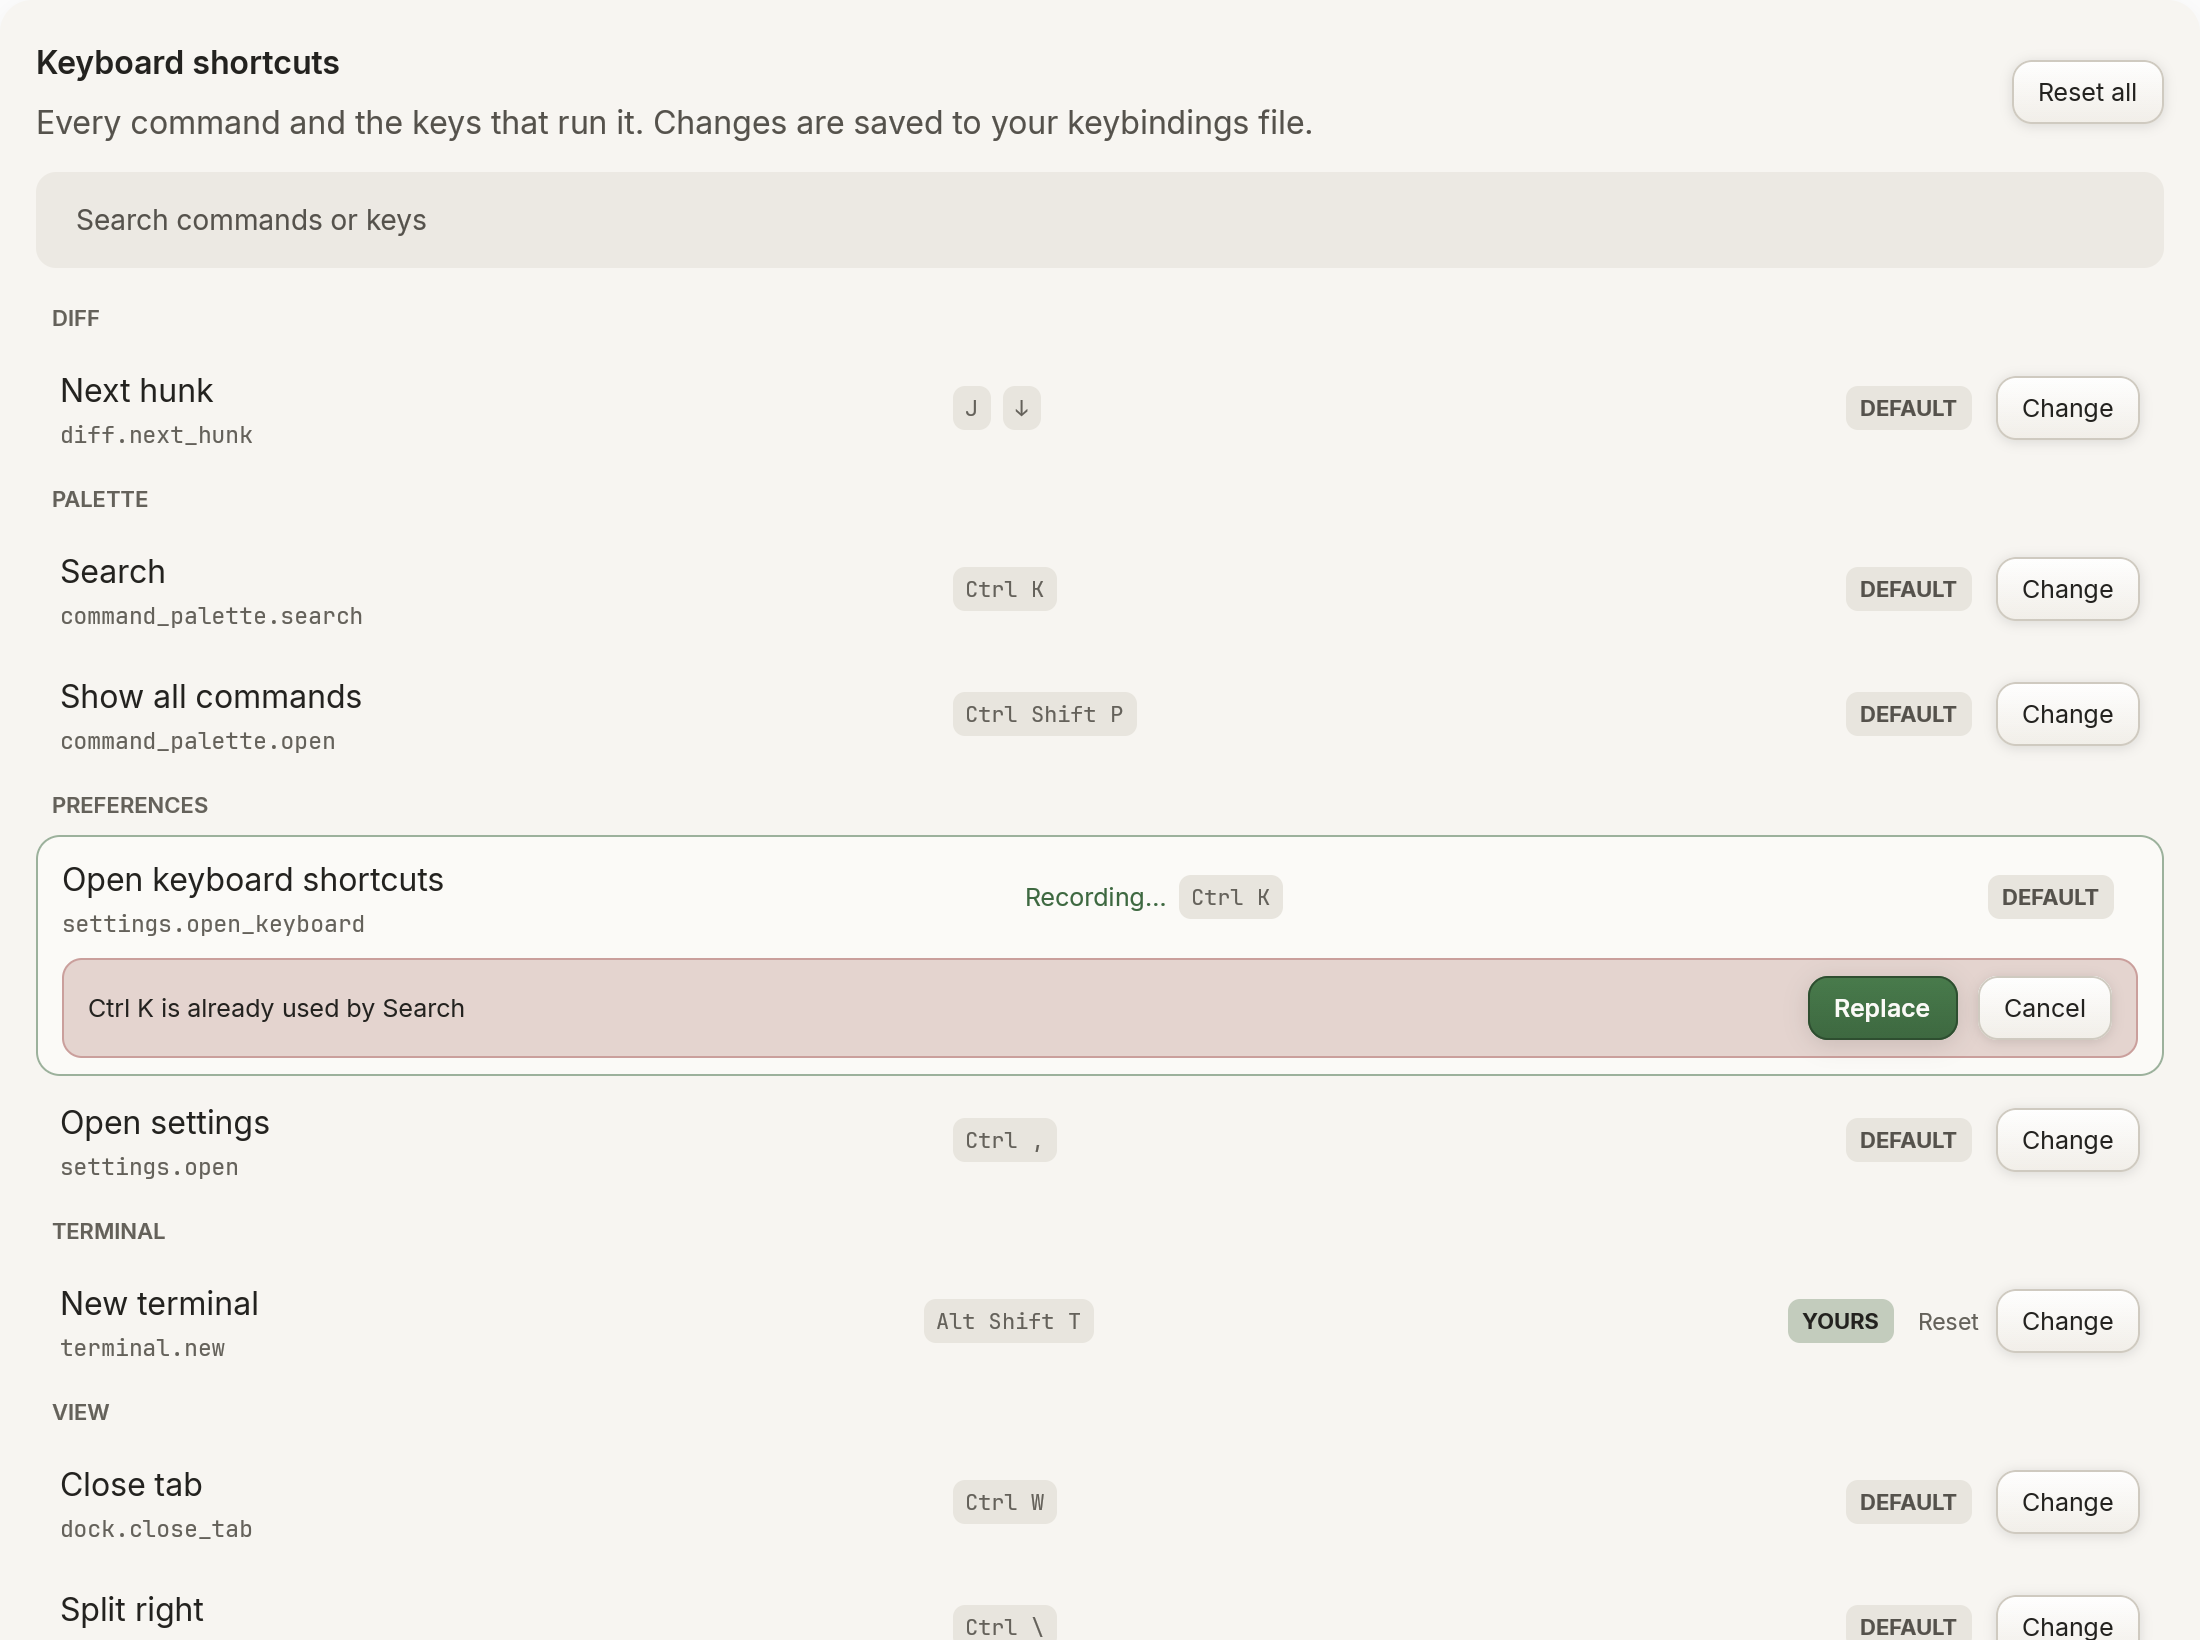 Keyboard shortcuts
Every command and the keys that run it. Changes are saved to your keybindings file.
Reset all
Search commands or keys
DIFF
Next hunk
diff.next_hunk
J ↓
DEFAULT
Change
PALETTE
Search
command_palette.search
Ctrl K
DEFAULT
Change
Show all commands
command_palette.open
Ctrl Shift P
DEFAULT
Change
PREFERENCES
Open keyboard shortcuts
settings.open_keyboard
Recording... Ctrl K
DEFAULT
Ctrl K is already used by Search
Replace
Cancel
Open settings
settings.open
Ctrl ,
DEFAULT
Change
TERMINAL
New terminal
terminal.new
Alt Shift T
YOURS
Reset
Change
VIEW
Close tab
dock.close_tab
Ctrl W
DEFAULT
Change
Split right
Ctrl \
DEFAULT
Change